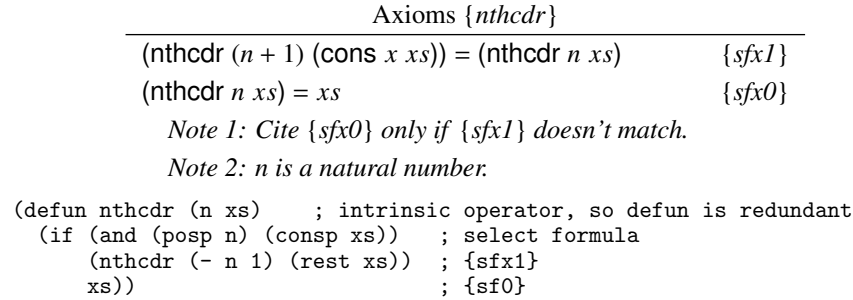 Axioms {nthcdr}
(nthcdr (n + 1) (cons x xs)) = (nthcdr n xs) {sfx1}
(nthcdr n xs) = xs {sfx0}
Note 1: Cite {sfx0} only if {sfx1} doesn't match.
Note 2: n is a natural number.
(defun nthcdr (n xs) ; intrinsic operator, so defun is redundant
(if (and (posp n) (consp xs)) ; select formula
(nthcdr (- n 1) (rest xs)) ; {sfx1}
xs)) ; {sf0}